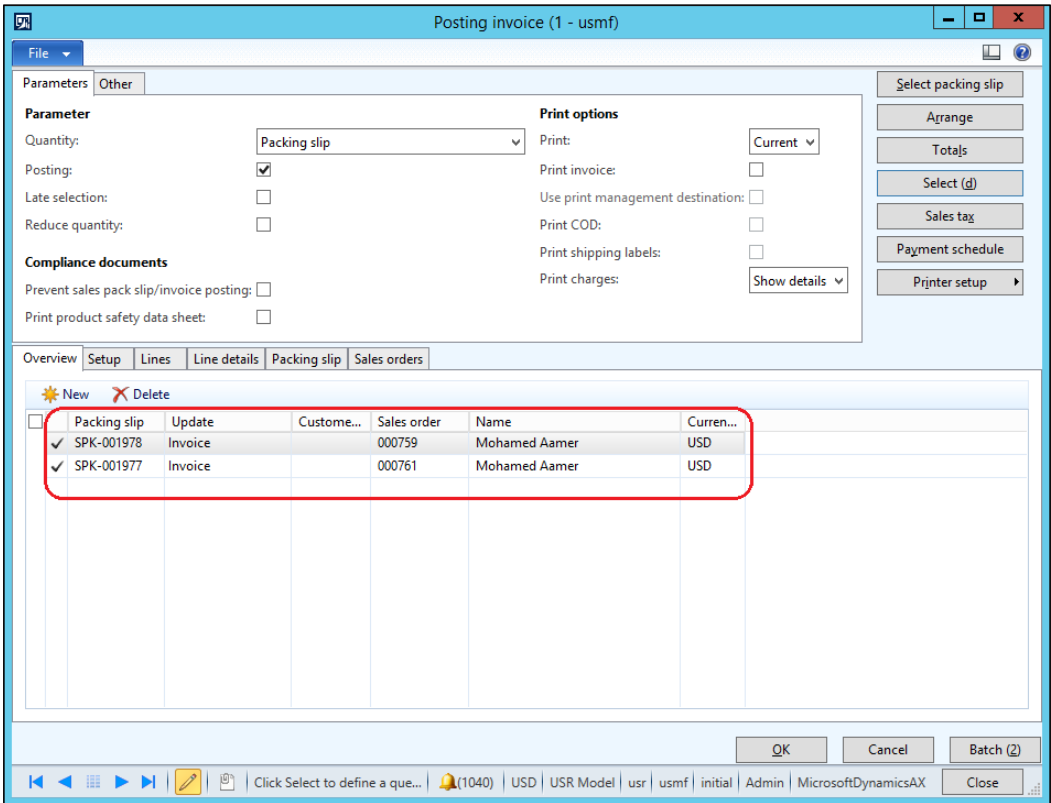 Posting invoice (1 - usmf)
File
Parameters Other
Select packing slip
Parameter
Print options
Arrange
Quantity: Packing slip
Print: Current
Totals
Posting:
Print invoice:
Select (d)
Late selection:
Use print management destination:
Sales tax
Reduce quantity:
Print COD:
Payment schedule
Compliance documents
Print shipping labels:
Print charges: Show details
Printer setup
Prevent sales pack slip/invoice posting:
Print product safety data sheet:
Overview Setup Lines Line details Packing slip Sales orders
New Delete
Packing slip Update Custome... Sales order Name Curren...
SPK-001978 Invoice 000759 Mohamed Aamer USD
SPK-001977 Invoice 000761 Mohamed Aamer USD
OK Cancel Batch (2)
Click Select to define a que... (1040) USD USR Model usr usmf initial Admin MicrosoftDynamicsAX Close